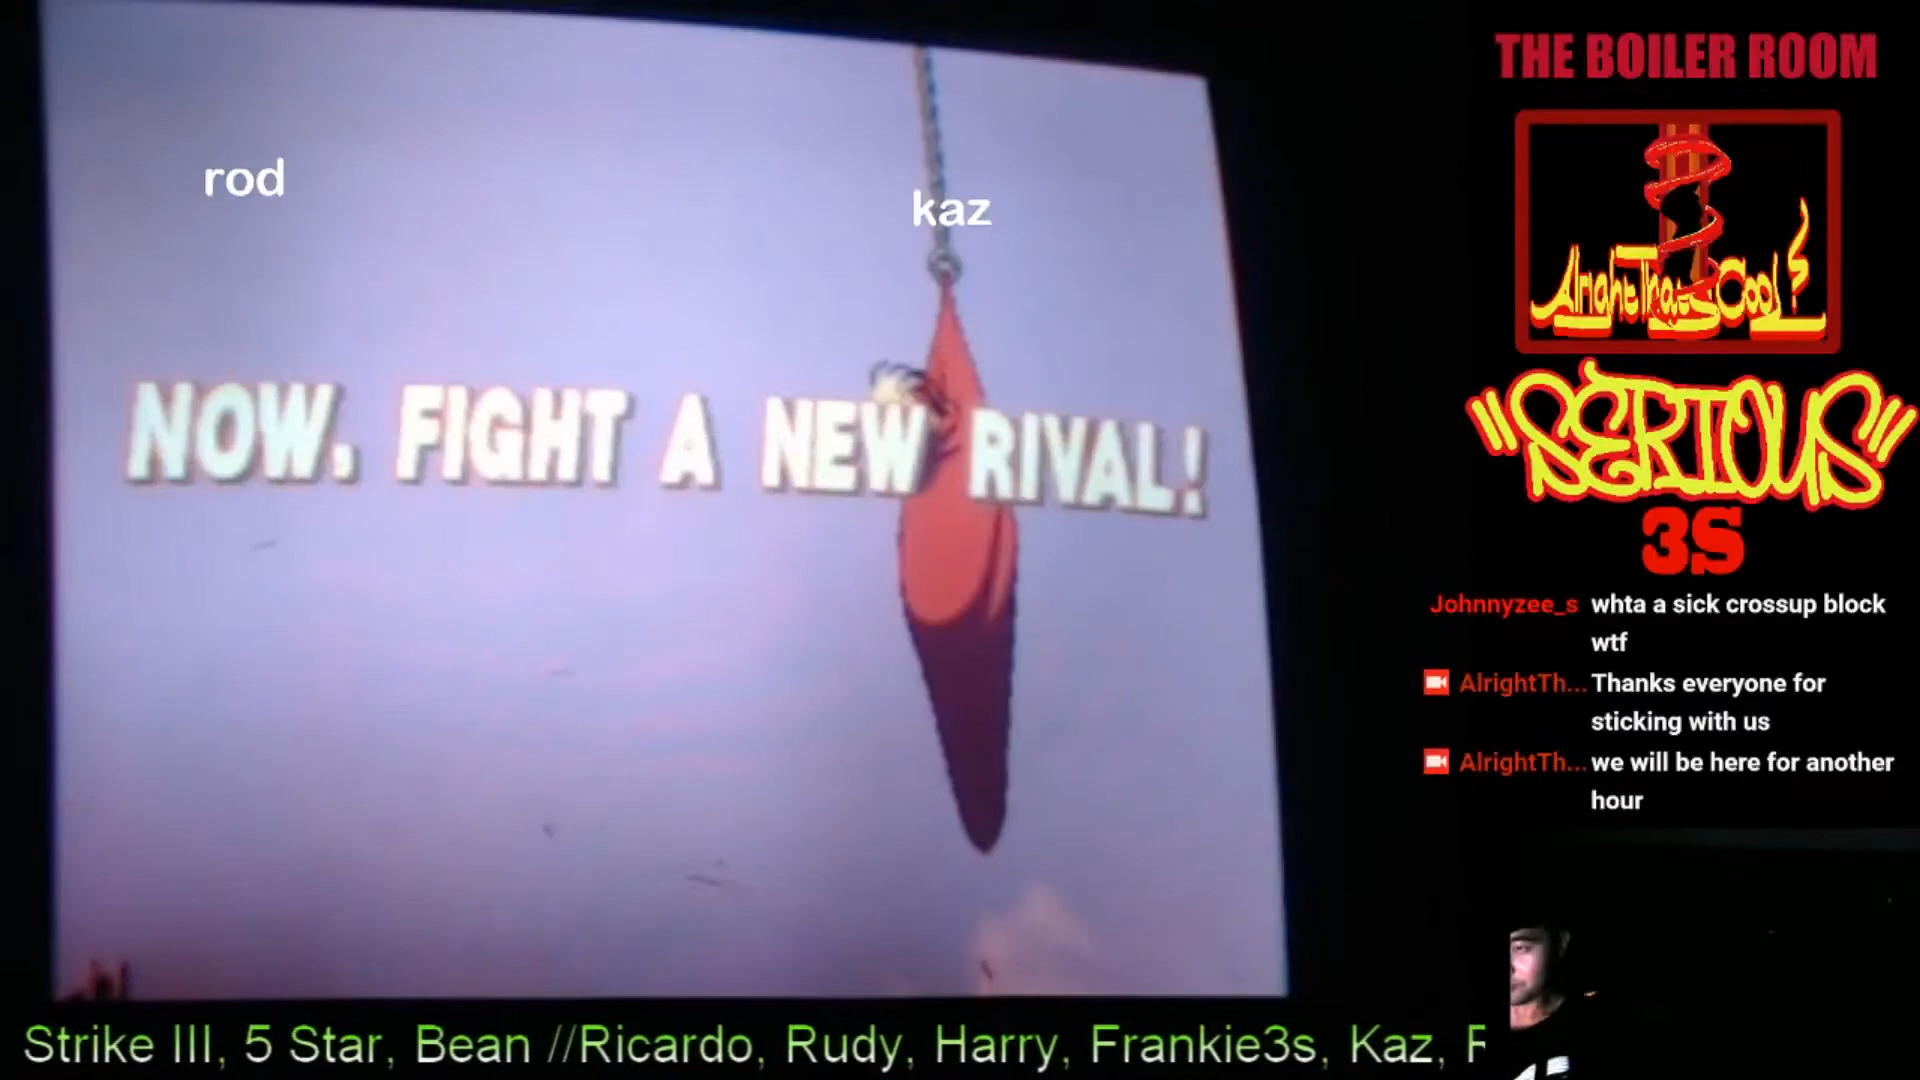 rod
kaz
NOW, FIGHT A NEW RIVAL!
THE BOILER ROOM
AlrightThatsCool?
"SERIOUS"
3S
Johnnyzee_s whta a sick crossup block
wtf
AlrightTh... Thanks everyone for
sticking with us
AlrightTh... we will be here for another
hour
Strike III, 5 Star, Bean //Ricardo, Rudy, Harry, Frankie3s, Kaz,